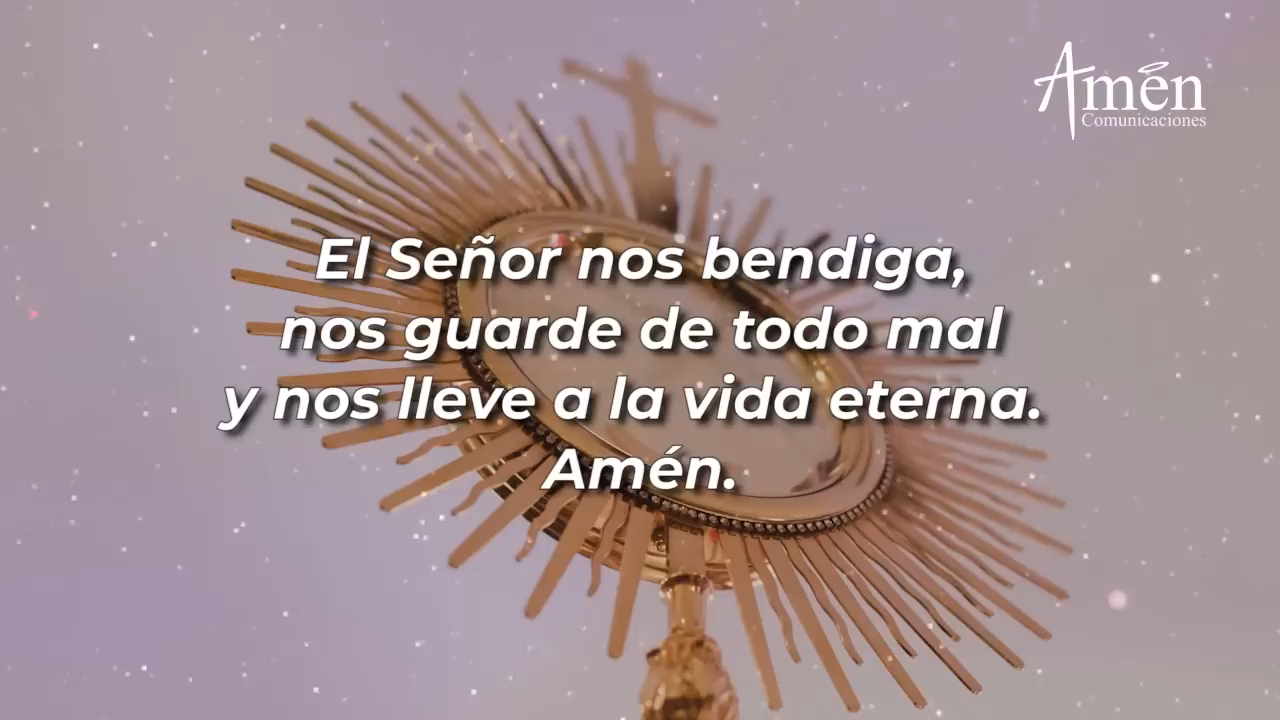 Amén
Comunicaciones
El Señor nos bendiga,
nos guarde de todo mal
y nos lleve a la vida eterna.
Amén.